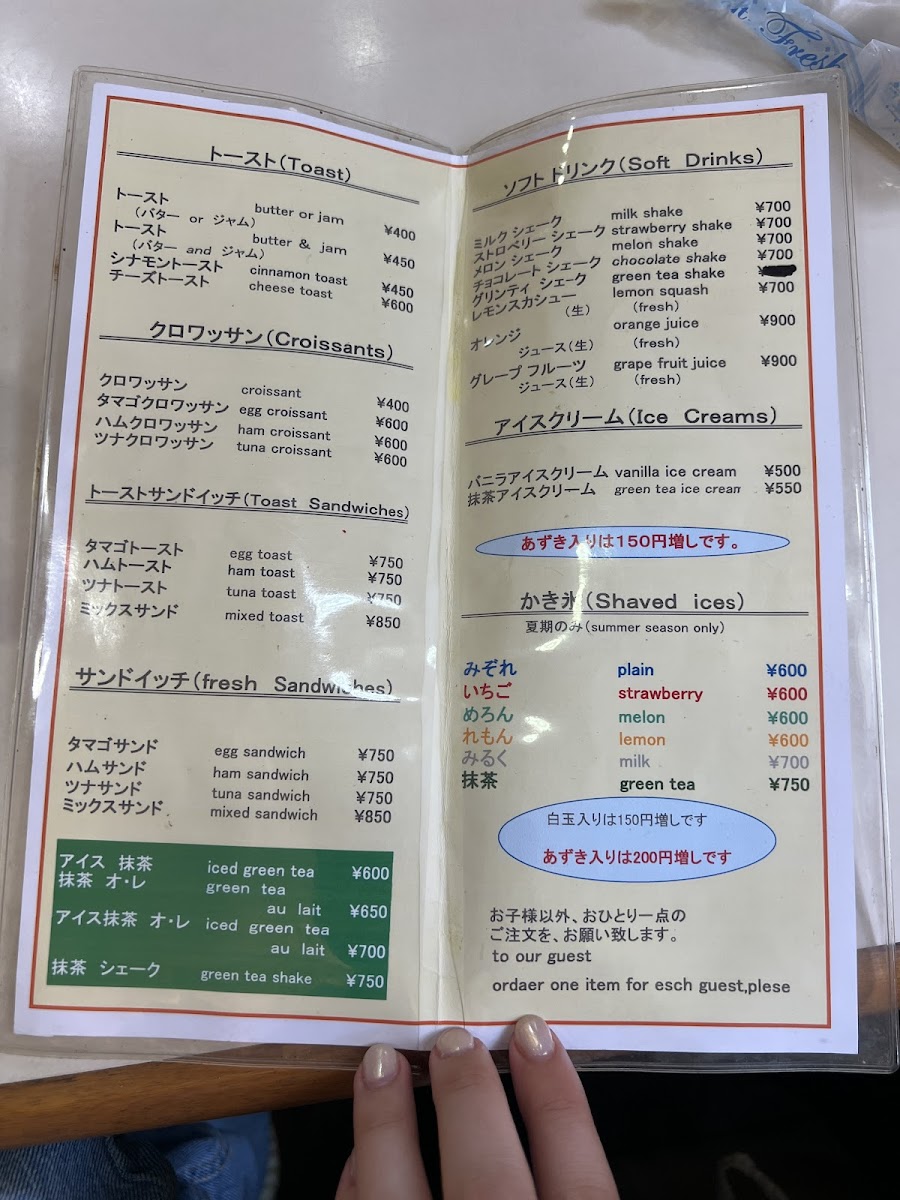 Fresh
トースト(Toast)
トースト butter or jam ¥400
(バター or ジャム)
トースト butter & jam ¥450
(バター and ジャム)
シナモントースト cinnamon toast ¥450
チーズトースト cheese toast ¥600
クロワッサン(Croissants)
クロワッサン croissant ¥400
タマゴクロワッサン egg croissant ¥600
ハムクロワッサン ham croissant ¥600
ツナクロワッサン tuna croissant ¥600
トーストサンドイッチ(Toast Sandwiches)
タマゴトースト egg toast ¥750
ハムトースト ham toast ¥750
ツナトースト tuna toast ¥750
ミックスサンド mixed toast ¥850
サンドイッチ(fresh Sandwiches)
タマゴサンド egg sandwich ¥750
ハムサンド ham sandwich ¥750
ツナサンド tuna sandwich ¥750
ミックスサンド mixed sandwich ¥850
アイス 抹茶 iced green tea ¥600
抹茶 オ・レ green tea
au lait ¥650
アイス抹茶 オ・レ iced green tea
au lait ¥700
抹茶 シェーク green tea shake ¥750
ソフト ドリンク(Soft Drinks)
ミルク シェーク milk shake ¥700
ストロベリー シェーク strawberry shake ¥700
メロン シェーク melon shake ¥700
チョコレート シェーク chocolate shake ¥700
グリンティ シェーク green tea shake
レモンスカシュー lemon squash ¥700
(生) (fresh)
オレンジ orange juice ¥900
ジュース(生) (fresh)
グレープ フルーツ grape fruit juice ¥900
ジュース(生) (fresh)
アイスクリーム(Ice Creams)
バニラアイスクリーム vanilla ice cream ¥500
抹茶アイスクリーム green tea ice cream ¥550
あずき入りは150円増しです。
かき氷(Shaved ices)
夏期のみ(summer season only)
みぞれ plain ¥600
いちご strawberry ¥600
めろん melon ¥600
れもん lemon ¥600
みるく milk ¥700
抹茶 green tea ¥750
白玉入りは150円増しです
あずき入りは200円増しです
お子様以外、おひとり一点の
ご注文を、お願い致します。
to our guest
ordaer one item for esch guest,plese